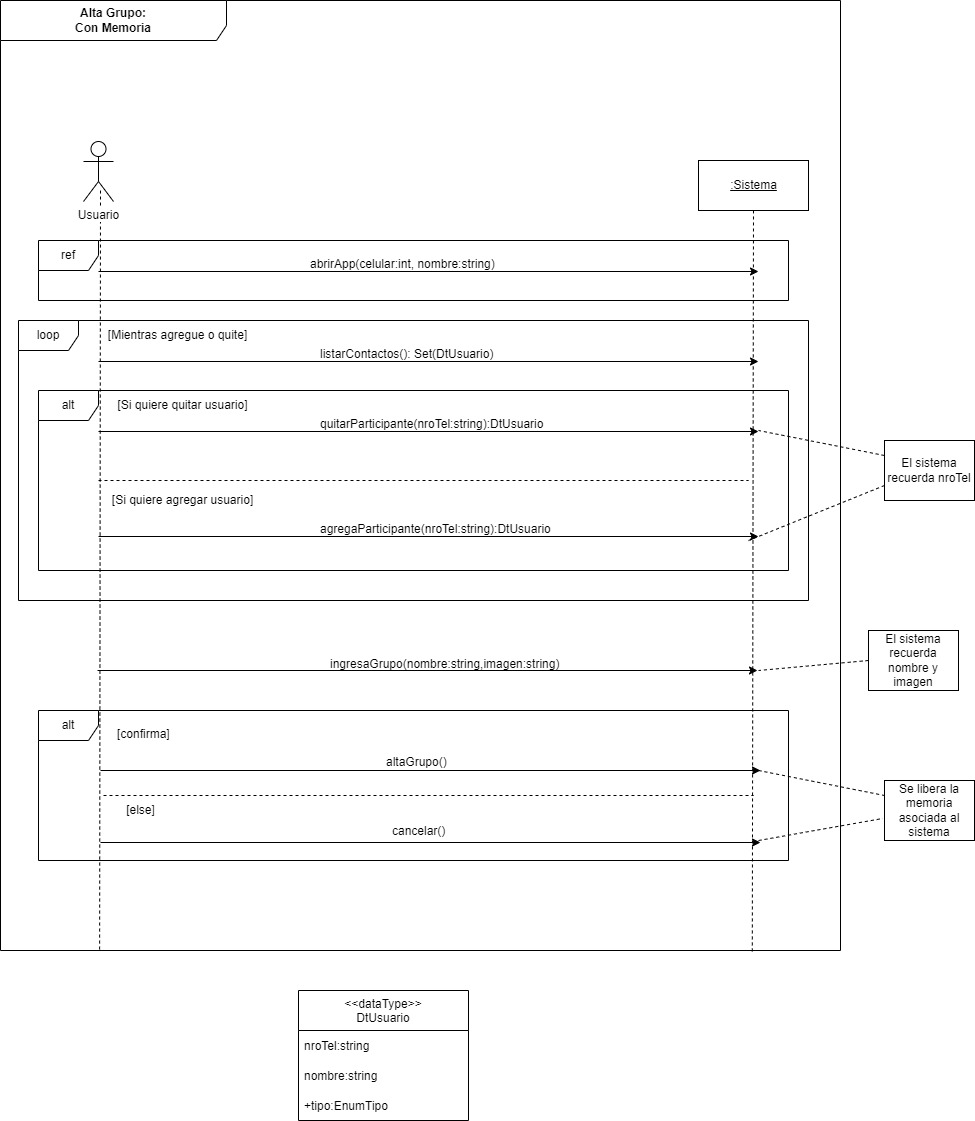 Alta Grupo:
Con Memoria
:Sistema
Usuario
ref
abrirApp(celular:int, nombre:string)
loop
[Mientras agregue o quite]
listarContactos(): Set(DtUsuario)
alt
[Si quiere quitar usuario]
quitarParticipante(nroTel:string):DtUsuario
El sistema
recuerda nroTel
[Si quiere agregar usuario]
agregaParticipante(nroTel:string):DtUsuario
ingresaGrupo(nombre:string,imagen:string)
El sistema
recuerda
nombre y
imagen
alt
[confirma]
altaGrupo()
Se libera la
memoria
asociada al
sistema
[else]
cancelar()
<<dataType>>
DtUsuario
nroTel:string
nombre:string
+tipo:EnumTipo